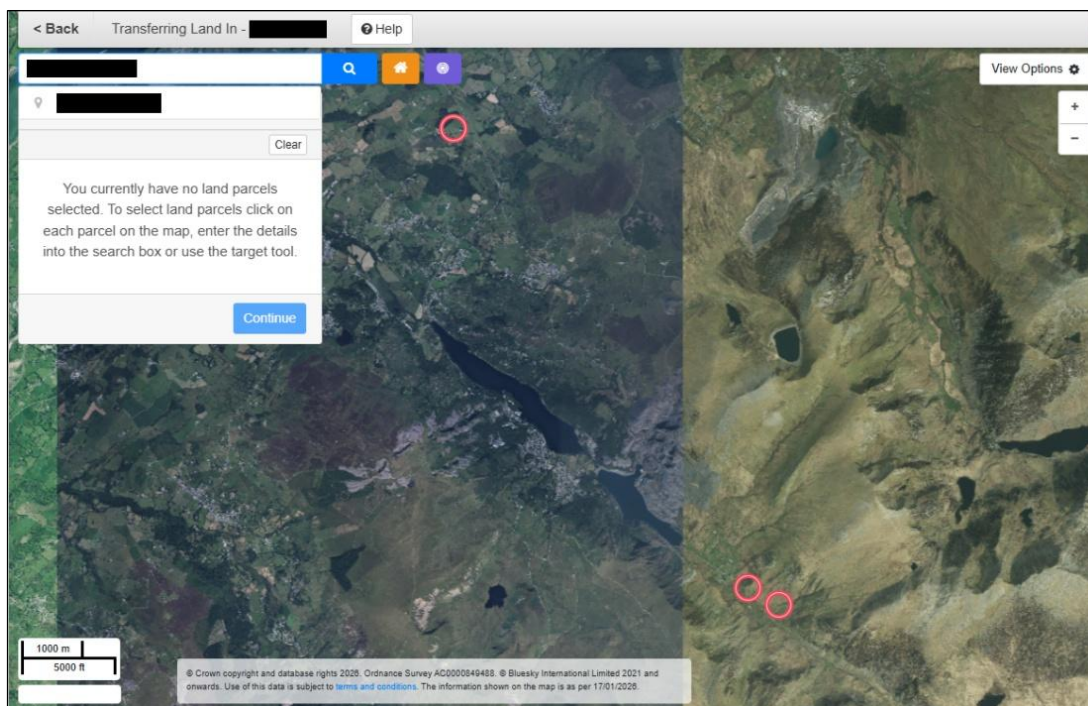 < Back Transferring Land In - Help
View Options
+
Clear
−
You currently have no land parcels
selected. To select land parcels click on
each parcel on the map, enter the details
into the search box or use the target tool.
Continue
1000 m
5000 ft
© Crown copyright and database rights 2026. Ordnance Survey AC0000849488. © Bluesky International Limited 2021 and
onwards. Use of this data is subject to terms and conditions. The information shown on the map is as per 17/01/2026.